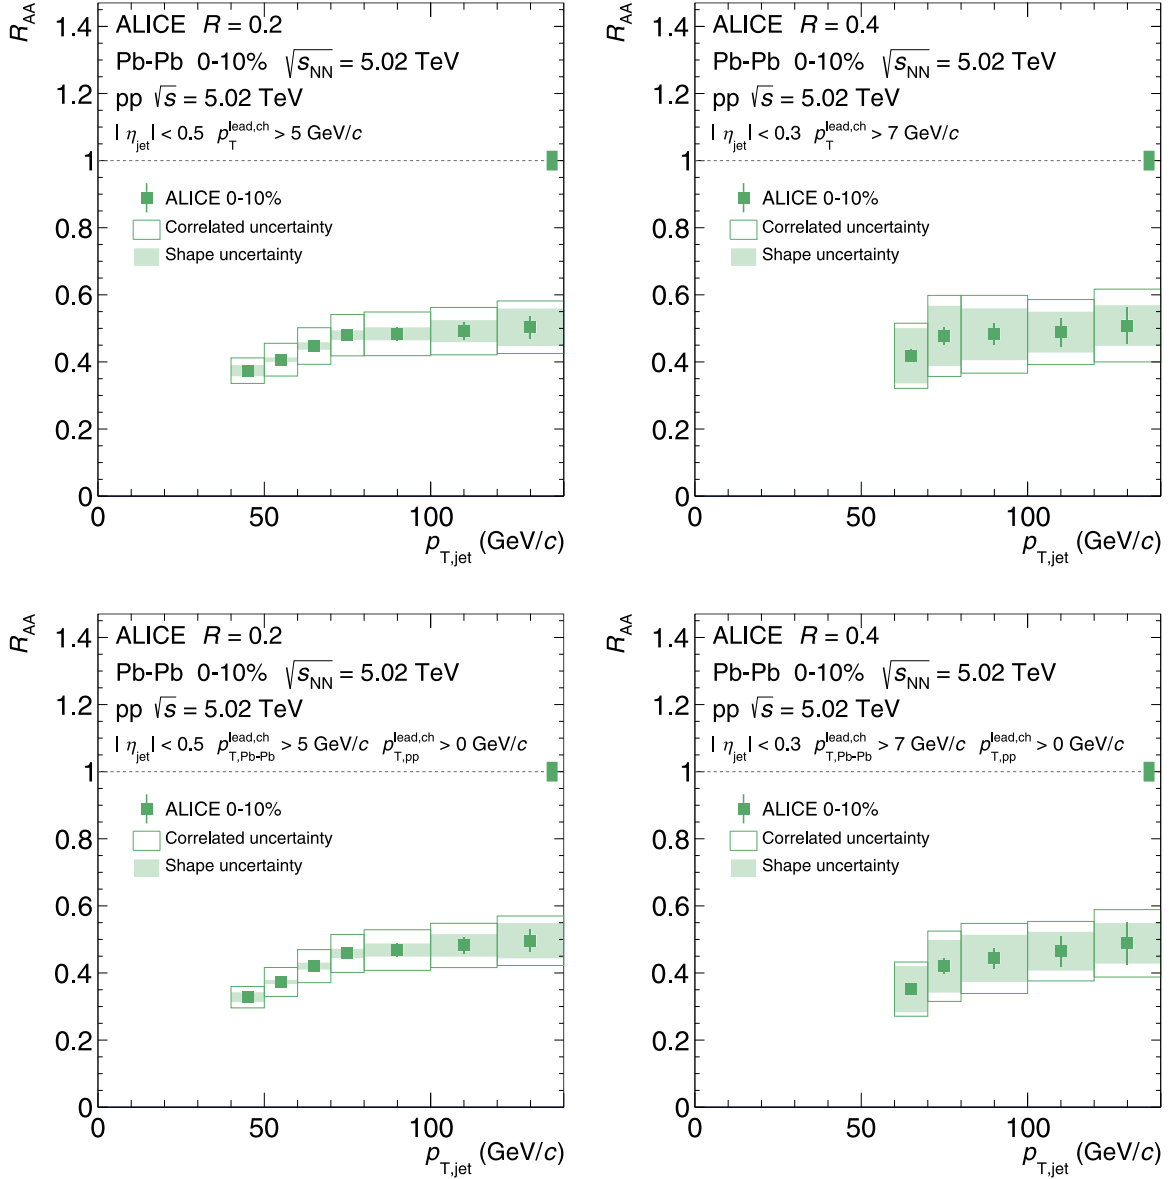 R_AA
ALICE R = 0.2
Pb-Pb 0-10% √s_NN = 5.02 TeV
pp √s = 5.02 TeV
| η_jet | < 0.5 p_T^lead,ch > 5 GeV/c
ALICE 0-10%
Correlated uncertainty
Shape uncertainty
1.4
1.2
1
0.8
0.6
0.4
0.2
0
0 50 100
p_T,jet (GeV/c)
R_AA
ALICE R = 0.4
Pb-Pb 0-10% √s_NN = 5.02 TeV
pp √s = 5.02 TeV
| η_jet | < 0.3 p_T^lead,ch > 7 GeV/c
ALICE 0-10%
Correlated uncertainty
Shape uncertainty
1.4
1.2
1
0.8
0.6
0.4
0.2
0
0 50 100
p_T,jet (GeV/c)
R_AA
ALICE R = 0.2
Pb-Pb 0-10% √s_NN = 5.02 TeV
pp √s = 5.02 TeV
| η_jet | < 0.5 p_T,Pb-Pb^lead,ch > 5 GeV/c p_T,pp^lead,ch > 0 GeV/c
ALICE 0-10%
Correlated uncertainty
Shape uncertainty
1.4
1.2
1
0.8
0.6
0.4
0.2
0
0 50 100
p_T,jet (GeV/c)
R_AA
ALICE R = 0.4
Pb-Pb 0-10% √s_NN = 5.02 TeV
pp √s = 5.02 TeV
| η_jet | < 0.3 p_T,Pb-Pb^lead,ch > 7 GeV/c p_T,pp^lead,ch > 0 GeV/c
ALICE 0-10%
Correlated uncertainty
Shape uncertainty
1.4
1.2
1
0.8
0.6
0.4
0.2
0
0 50 100
p_T,jet (GeV/c)